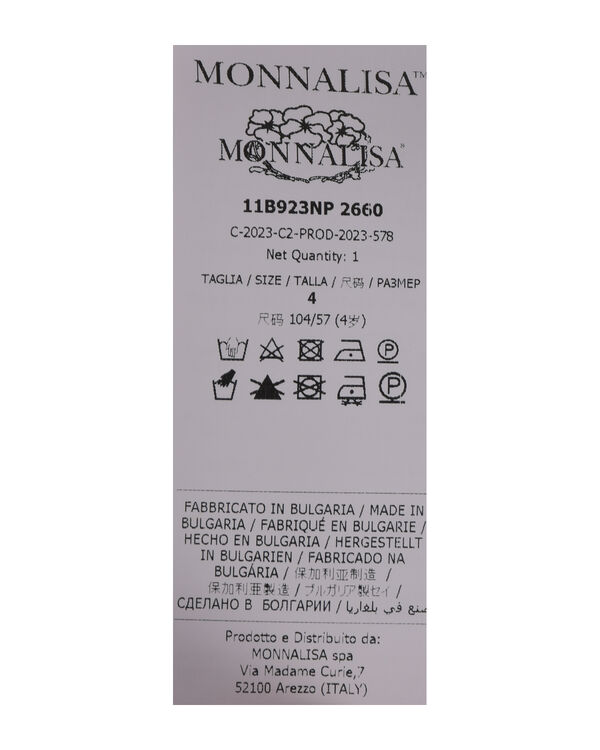 MONNALISA™
MONNALISA
11B923NP 2660
C-2023-C2-PROD-2023-578
Net Quantity: 1
TAGLIA / SIZE / TALLA / 尺码 / РАЗМЕР
4
尺码 104/57 (4岁)
P
P
FABBRICATO IN BULGARIA / MADE IN
BULGARIA / FABRIQUÉ EN BULGARIE /
HECHO EN BULGARIA / HERGESTELLT
IN BULGARIEN / FABRICADO NA
BULGÁRIA / 保加利亚制造 /
保加利亞製造 / ブルガリア製セイ /
СДЕЛАНО В БОЛГАРИИ / صنع في بلغاريا
Prodotto e Distribuito da:
MONNALISA spa
Via Madame Curie,7
52100 Arezzo (ITALY)